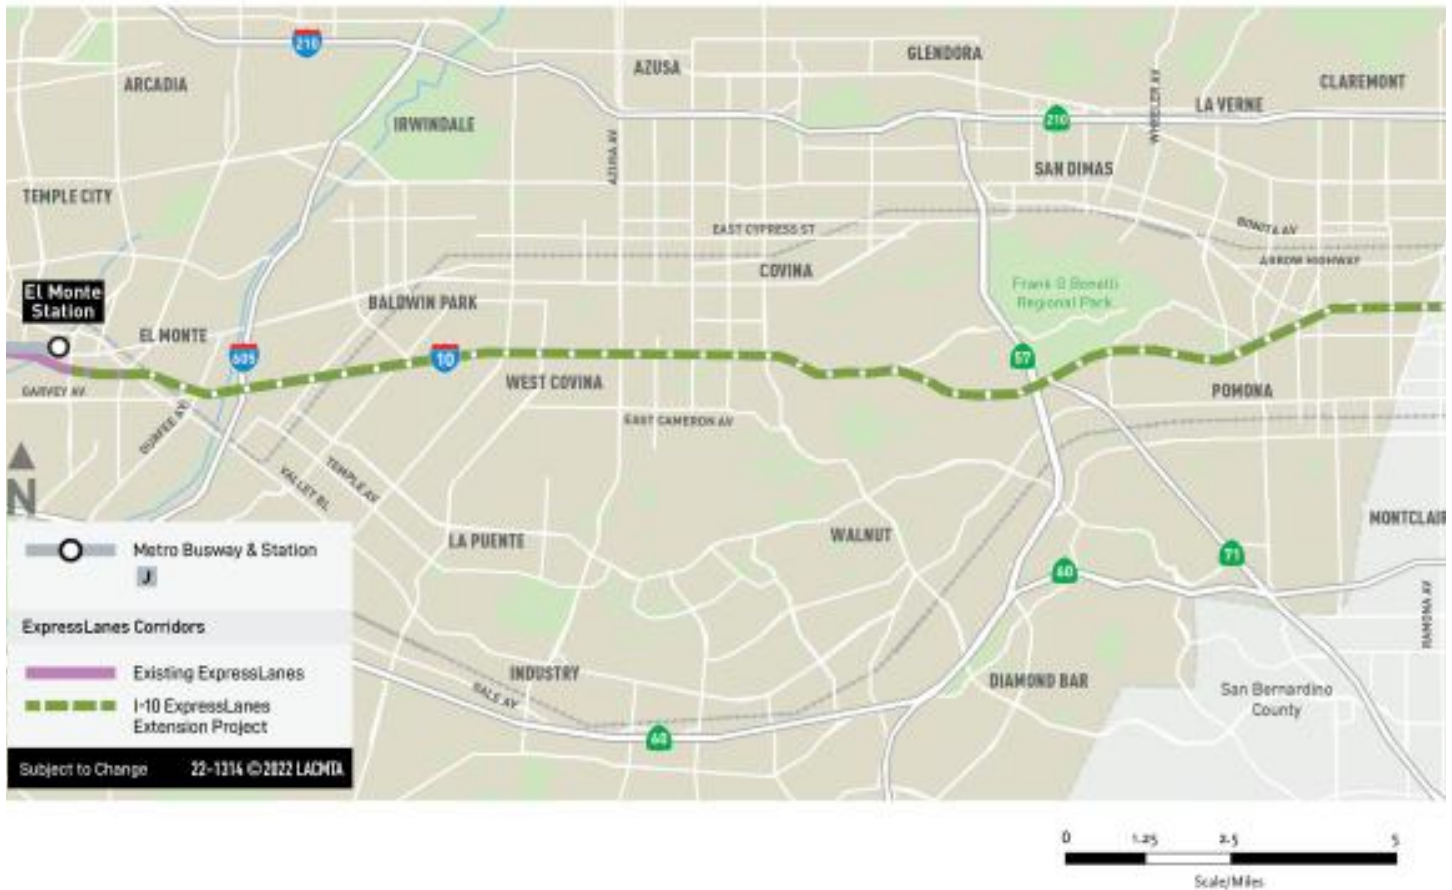 210
GLENDORA
AZUSA
CLAREMONT
ARCADIA
LA VERNE
WHEELER AV
210
IRWINDALE
AZUSA AV
SAN DIMAS
TEMPLE CITY
EAST CYPRESS ST
BONITA AV
ARROW HIGHWAY
COVINA
Frank G Bonelli
Regional Park
El Monte
Station
BALDWIN PARK
EL MONTE
605
10
57
WEST COVINA
POMONA
GARVEY AV
EAST CAMERON AV
DURFEE AV
TEMPLE AV
VALLEY BL
N
MONTCLAIR
LA PUENTE
WALNUT
71
60
RAMONA AV
Metro Busway & Station
J
ExpressLanes Corridors
Existing ExpressLanes
I-10 ExpressLanes
Extension Project
INDUSTRY
GALE AV
DIAMOND BAR
San Bernardino
County
60
Subject to Change 22-1314 ©2022 LACMTA
0 1.25 2.5 5
Scale/Miles